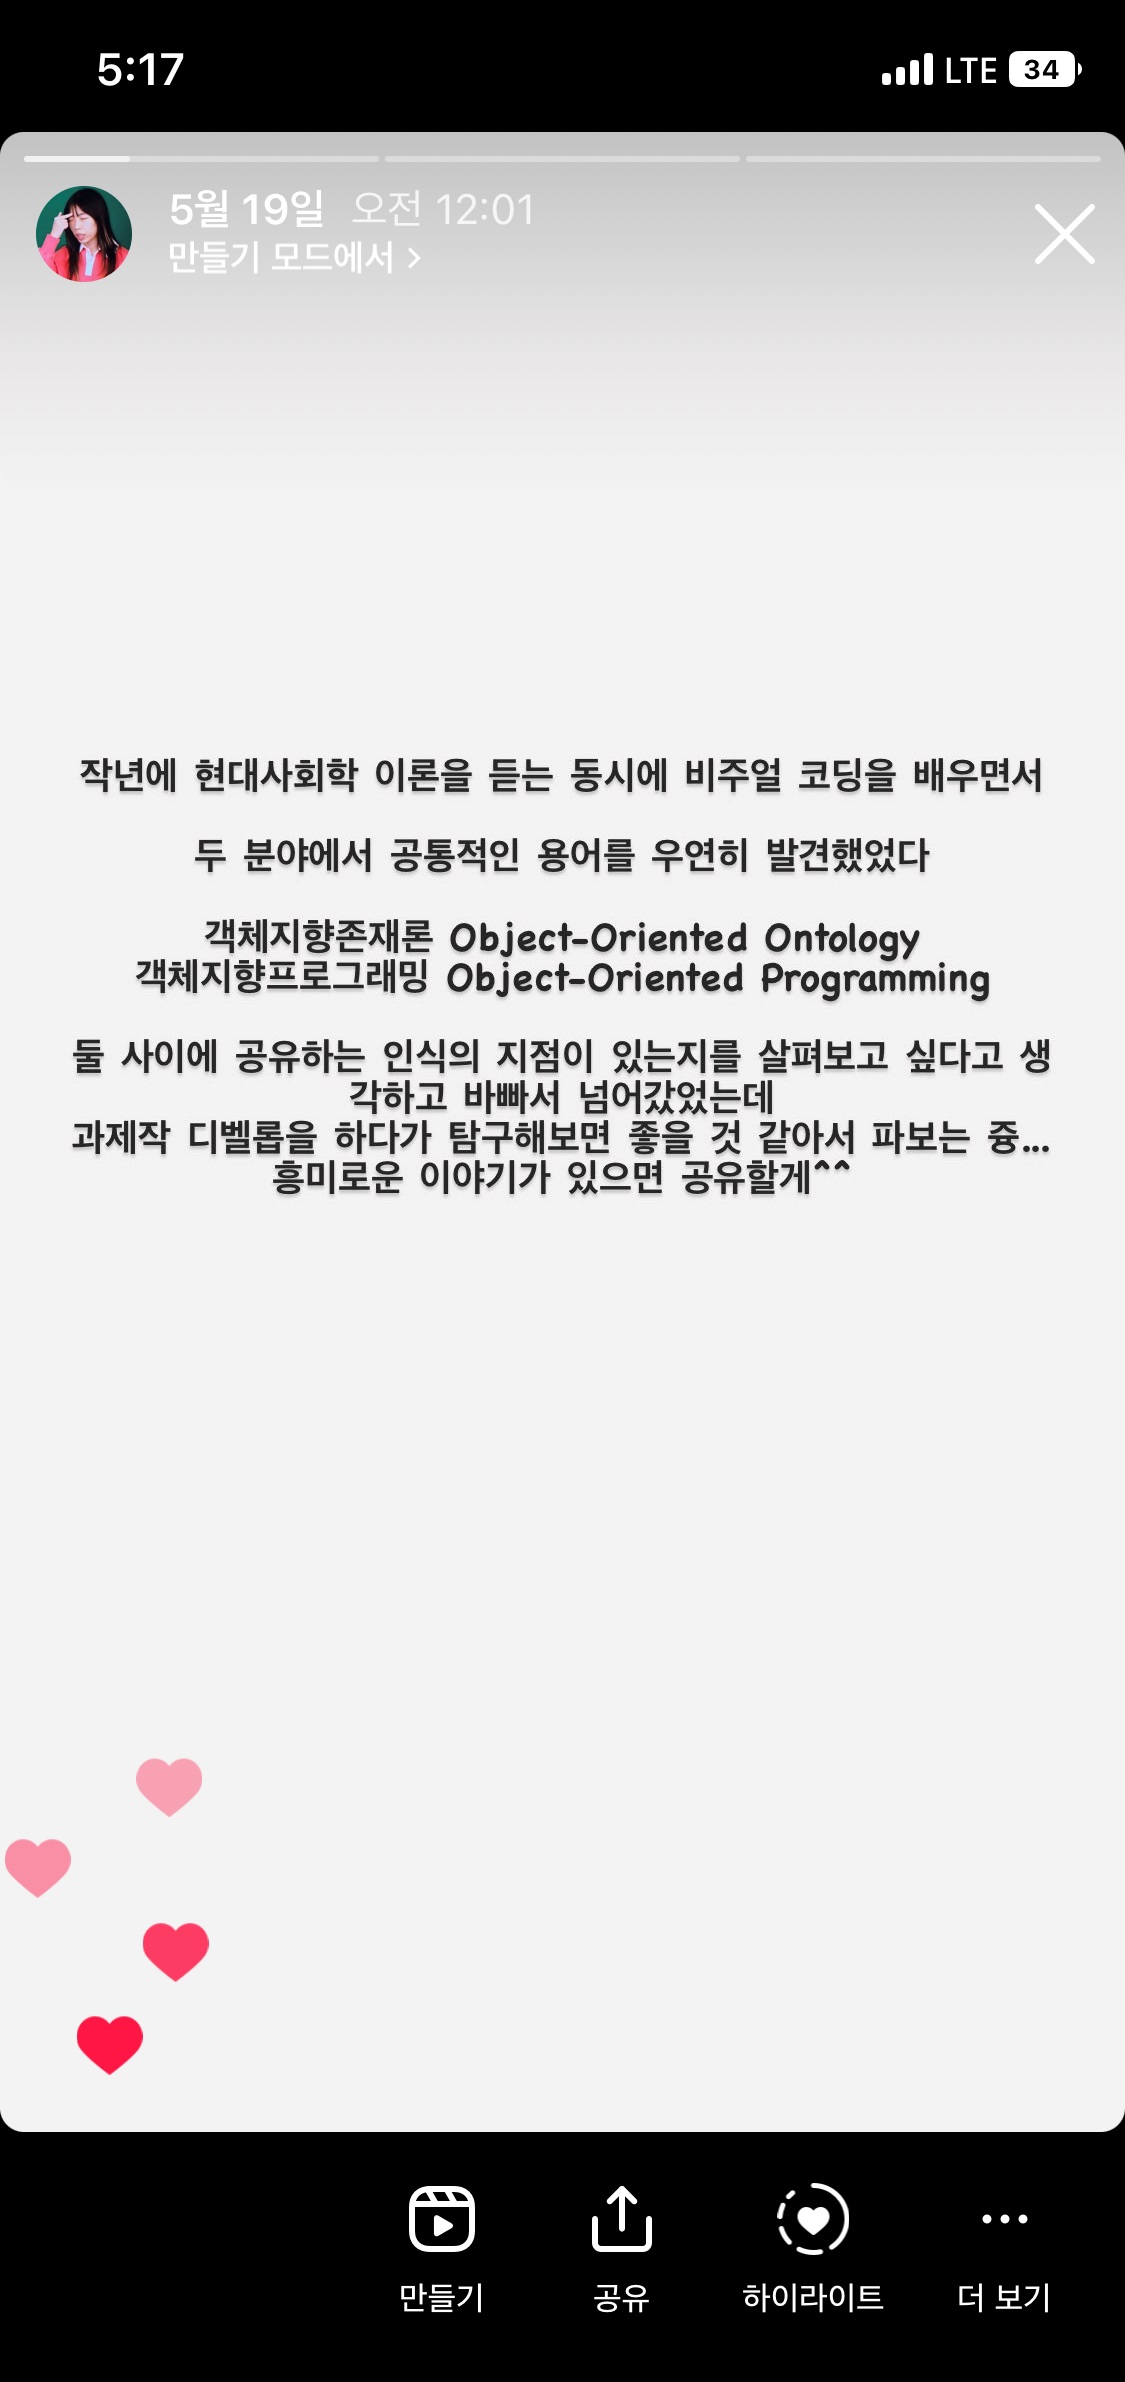 5:17
LTE 34
5월 19일 오전 12:01
만들기 모드에서 >
작년에 현대사회학 이론을 듣는 동시에 비주얼 코딩을 배우면서
두 분야에서 공통적인 용어를 우연히 발견했었다
객체지향존재론 Object-Oriented Ontology
객체지향프로그래밍 Object-Oriented Programming
둘 사이에 공유하는 인식의 지점이 있는지를 살펴보고 싶다고 생
각하고 바빠서 넘어갔었는데
과제작 디벨롭을 하다가 탐구해보면 좋을 것 같아서 파보는 즁...
흥미로운 이야기가 있으면 공유할게^^
만들기
공유
하이라이트
더 보기